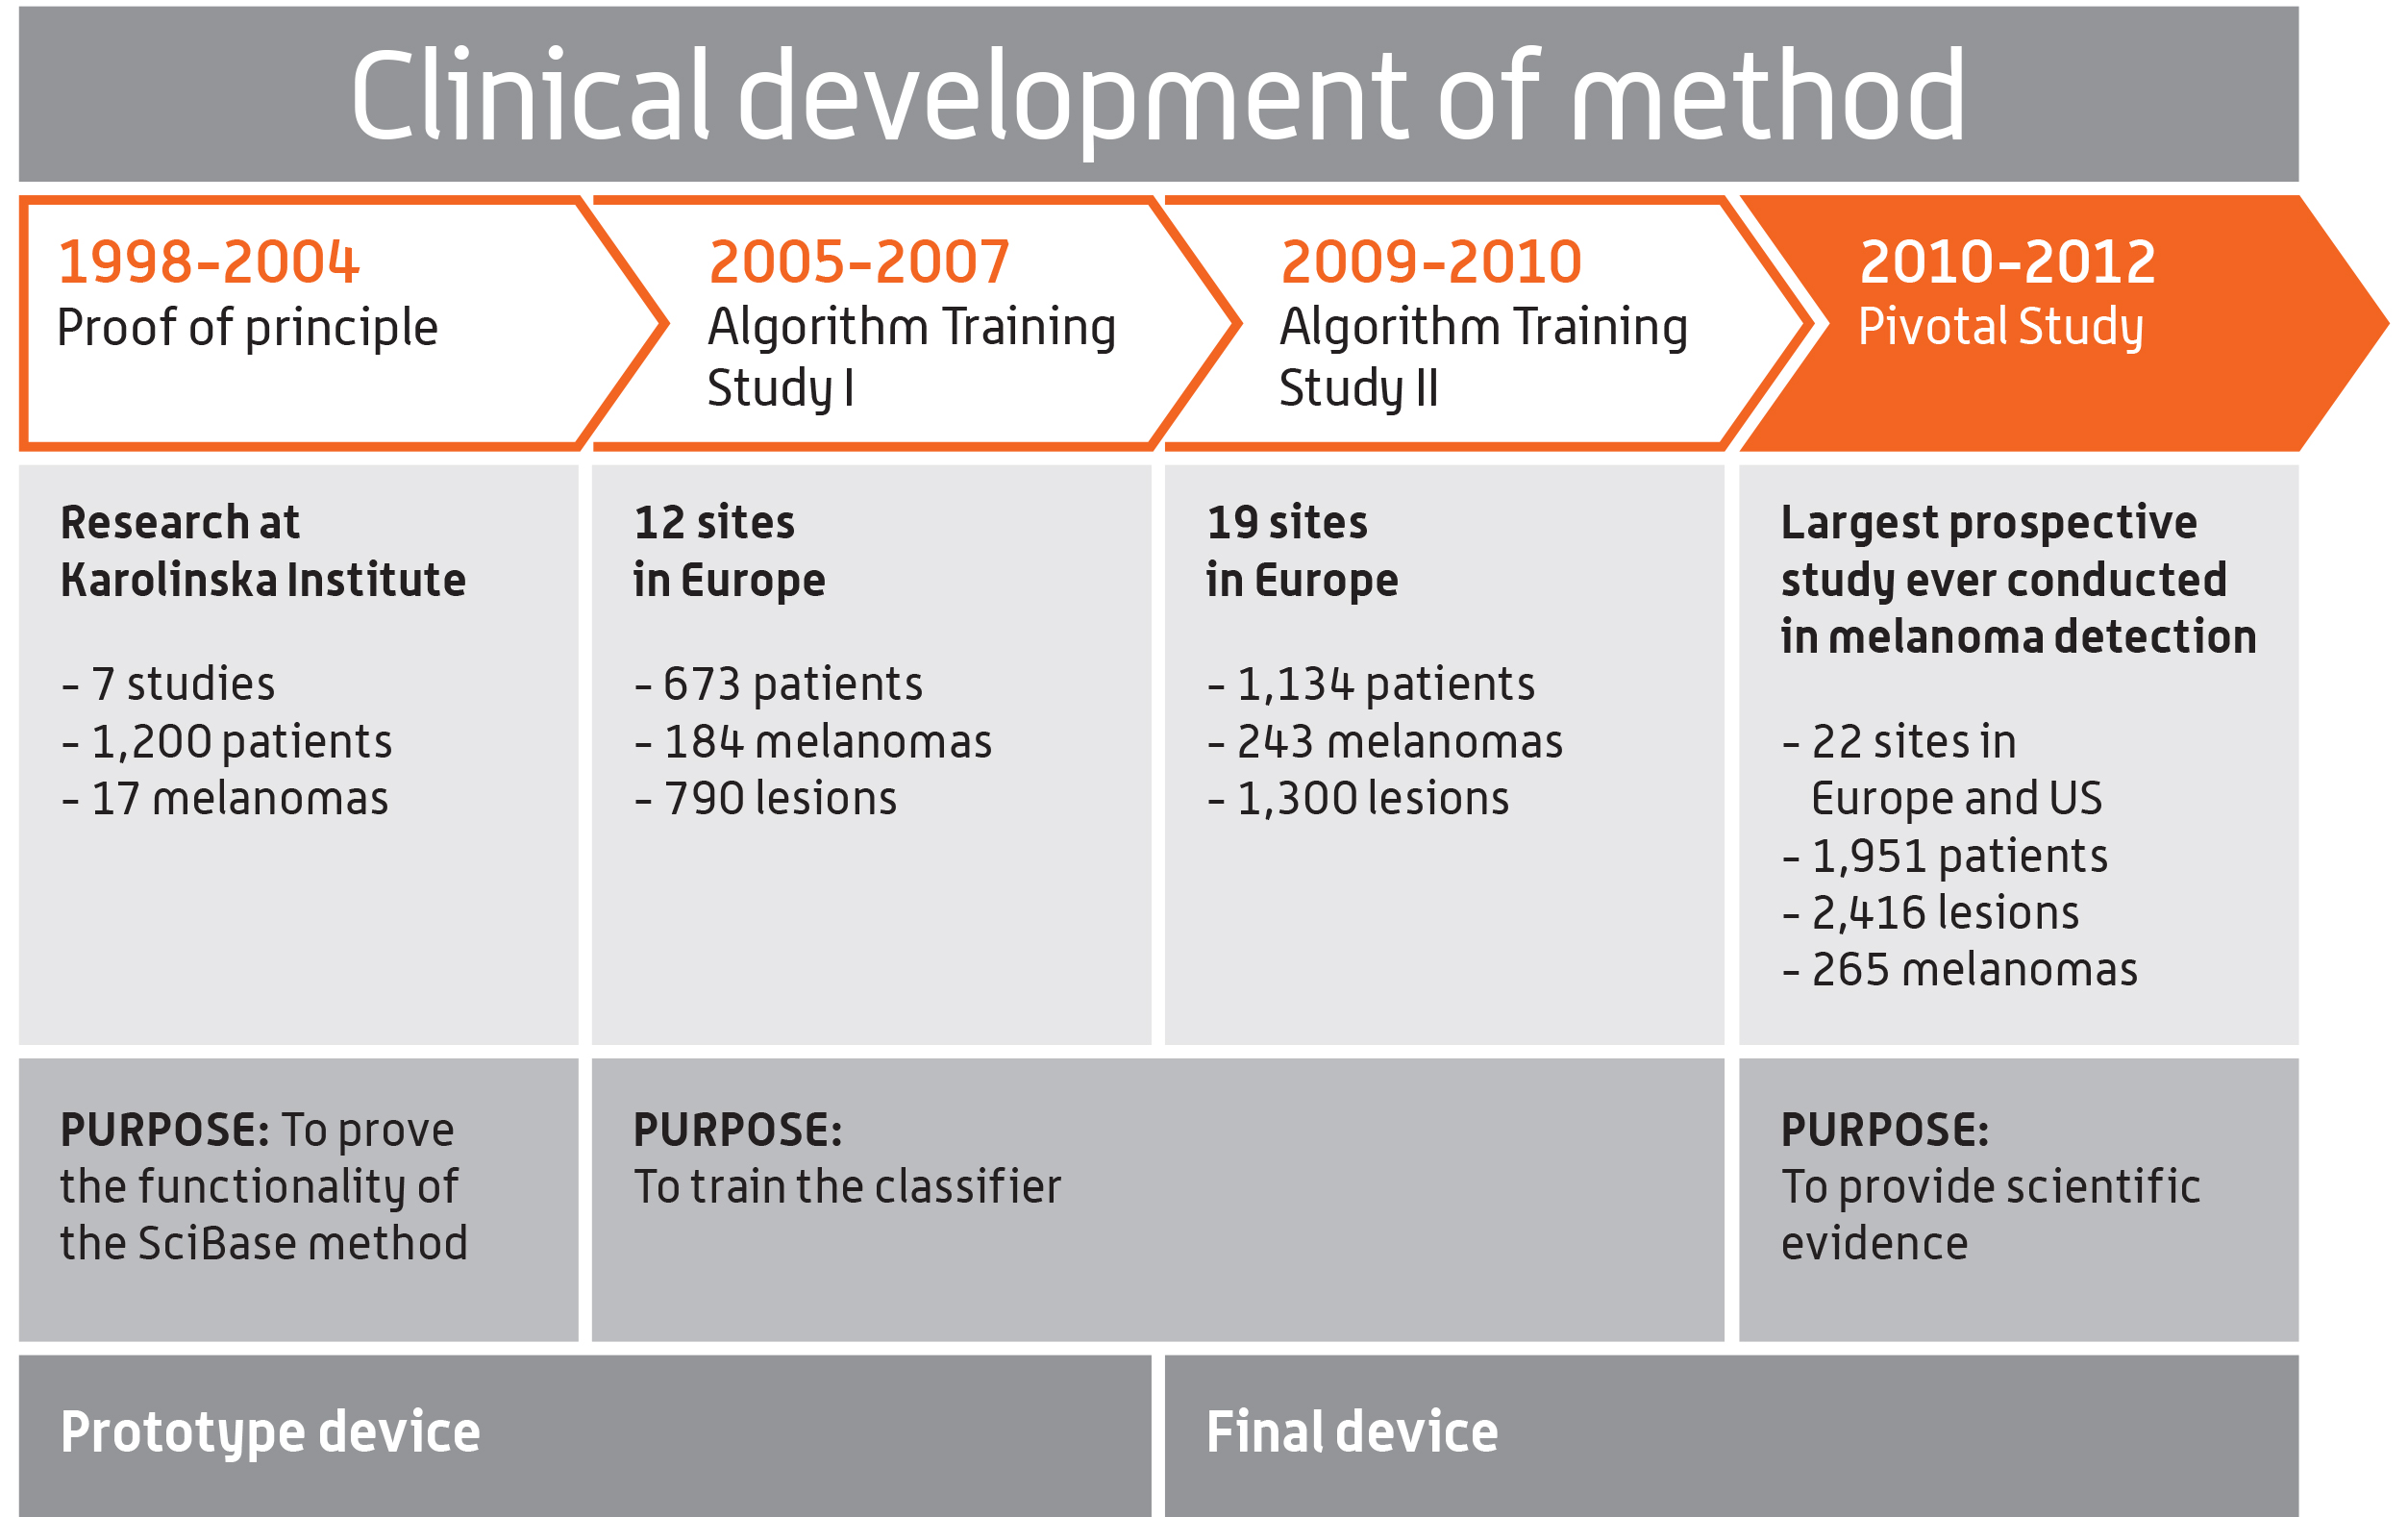 Clinical development of method
1998-2004
Proof of principle
2005-2007
Algorithm Training
Study I
2009-2010
Algorithm Training
Study II
2010-2012
Pivotal Study
Research at
Karolinska Institute
- 7 studies
- 1,200 patients
- 17 melanomas
12 sites
in Europe
- 673 patients
- 184 melanomas
- 790 lesions
19 sites
in Europe
- 1,134 patients
- 243 melanomas
- 1,300 lesions
Largest prospective
study ever conducted
in melanoma detection
- 22 sites in
Europe and US
- 1,951 patients
- 2,416 lesions
- 265 melanomas
PURPOSE: To prove
the functionality of
the SciBase method
PURPOSE:
To train the classifier
PURPOSE:
To provide scientific
evidence
Prototype device
Final device